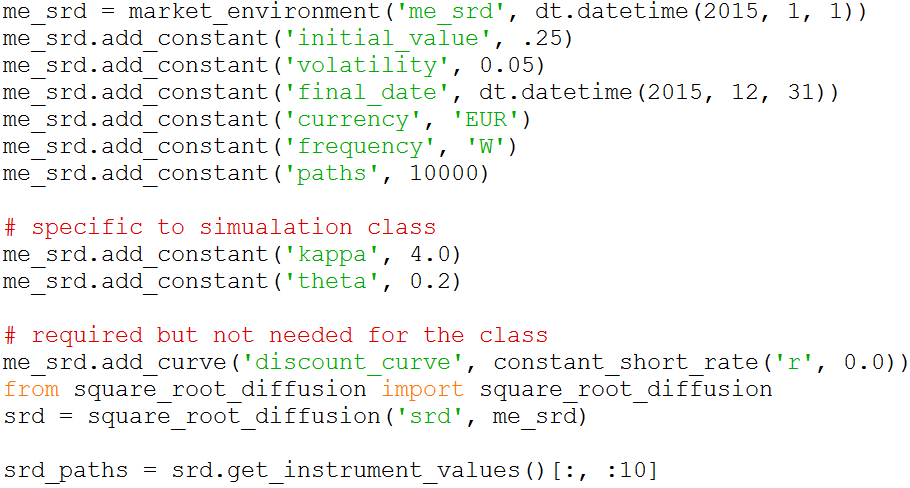 me_srd = market_environment('me_srd', dt.datetime(2015, 1, 1))
me_srd.add_constant('initial_value', .25)
me_srd.add_constant('volatility', 0.05)
me_srd.add_constant('final_date', dt.datetime(2015, 12, 31))
me_srd.add_constant('currency', 'EUR')
me_srd.add_constant('frequency', 'W')
me_srd.add_constant('paths', 10000)
# specific to simualation class
me_srd.add_constant('kappa', 4.0)
me_srd.add_constant('theta', 0.2)
# required but not needed for the class
me_srd.add_curve('discount_curve', constant_short_rate('r', 0.0))
from square_root_diffusion import square_root_diffusion
srd = square_root_diffusion('srd', me_srd)
srd_paths = srd.get_instrument_values()[:, :10]